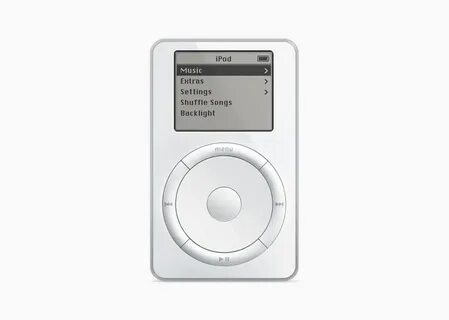 iPod
Music
Extras
Settings
Shuffle Songs
Backlight
menu